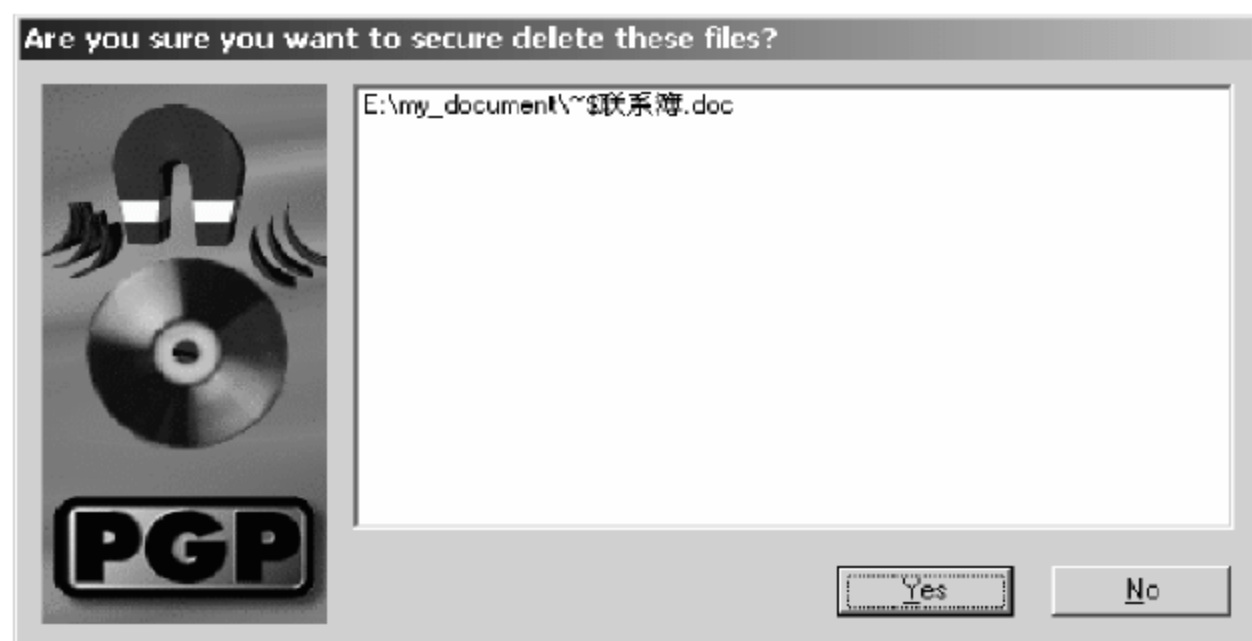 Are you sure you want to secure delete these files?
E:\my_document\~$联系簿.doc
PGP
Yes
No